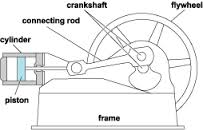 crankshaft
flywheel
connecting rod
cylinder
piston
frame